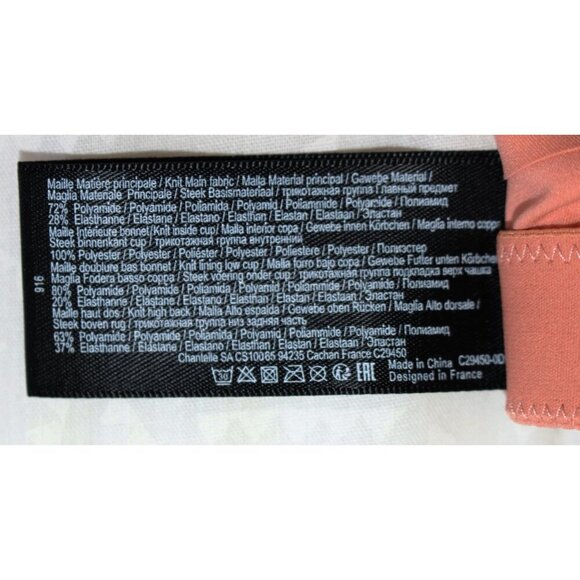 Maille Matière principale / Knit Main fabric / Malla Material principal / Gewebe Material /
Maglia Materiale Principale / Steek Basismateriaal / трикотажная группа Главный предмет
72% Polyamide / Polyamide / Poliamida / Polyamid / Poliammide / Polyamide / Полиамид
28% Elasthanne / Elastane / Elastano / Elasthan / Elastan / Elastaan / Эластан
Maille Intérieure bonnet / Knit inside cup / Malla interior copa / Gewebe innen Körbchen / Maglia interno copp
Steek binnenkant cup / трикотажная группа внутренний
100% Polyester / Polyester / Poliéster / Polyester / Poliestere / Polyester / Полиэстер
Maille doublure bas bonnet / Knit lining low cup / Malla forro bajo copa / Gewebe Futter unten Körbchen
Maglia Fodera basso coppa / Steek voering onder cup / трикотажная группа подкладка верх чашка
80% Polyamide / Polyamide / Poliamida / Polyamid / Poliammide / Polyamide / Полиамид
20% Elasthanne / Elastane / Elastano / Elasthan / Elastan / Elastaan / Эластан
Maille haut dos / Knit high back / Malla Alto espalda / Gewebe oben Rücken / Maglia Alto dorsale /
Steek boven rug / трикотажная группа низ задняя часть
63% Polyamide / Polyamide / Poliamida / Polyamid / Poliammide / Polyamide / Полиамид
37% Elasthanne / Elastane / Elastano / Elasthan / Elastan / Elastaan / Эластан
Chantelle SA CS10065 94235 Cachan France C29450
30 EAC
Made in China C29450-0D
Designed in France
916